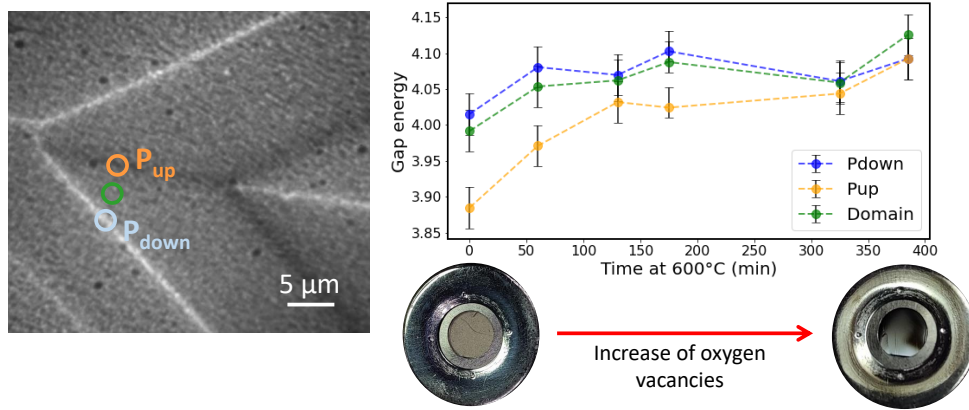 P_up
P_down
5 μm
4.15
4.10
4.05
4.00
3.95
3.90
3.85
Gap energy
0
50
100
150
200
250
300
350
400
Time at 600°C (min)
Pdown
Pup
Domain
Increase of oxygen
vacancies